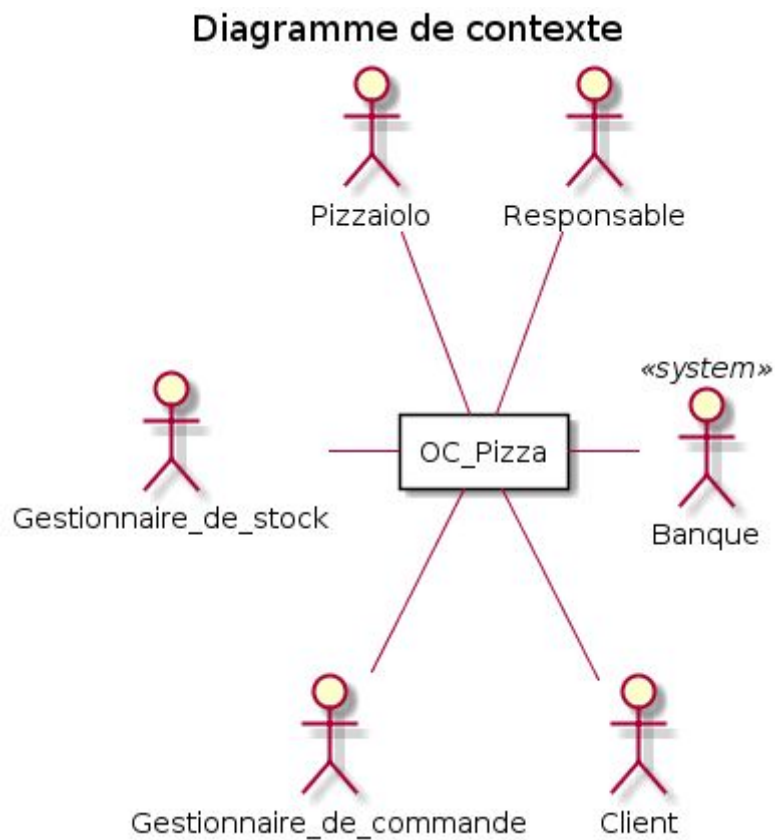 Diagramme de contexte
Pizzaiolo
Responsable
«system»
OC_Pizza
Gestionnaire_de_stock
Banque
Gestionnaire_de_commande
Client